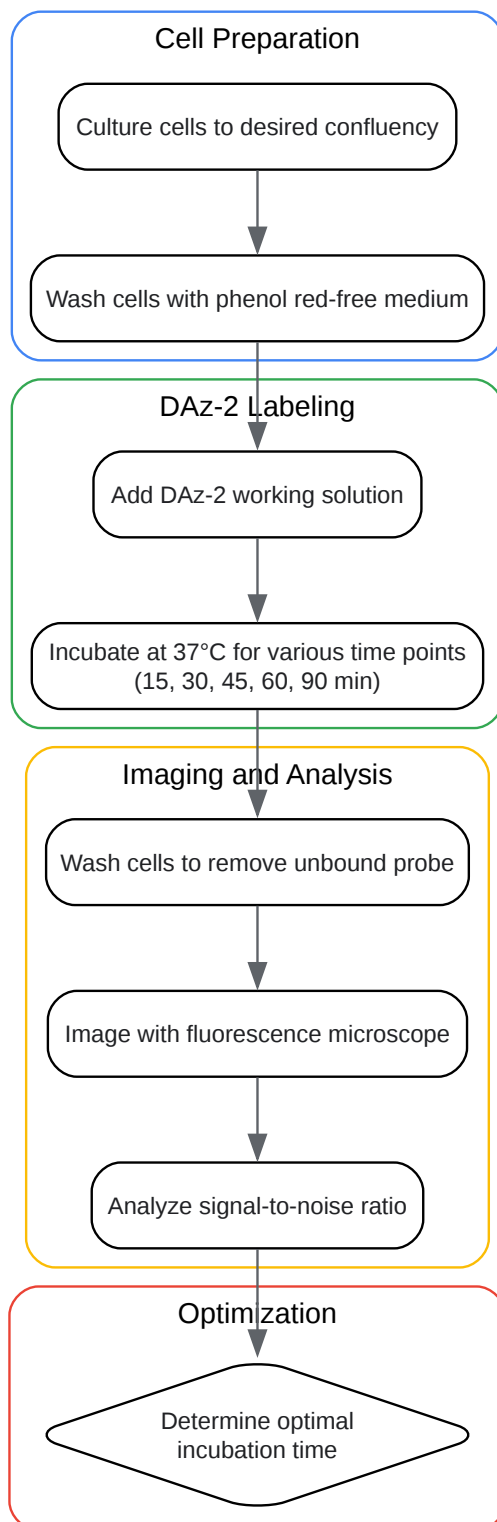 Cell Preparation
Culture cells to desired confluency
Wash cells with phenol red-free medium
DAz-2 Labeling
Add DAz-2 working solution
Incubate at 37°C for various time points
(15, 30, 45, 60, 90 min)
Imaging and Analysis
Wash cells to remove unbound probe
Image with fluorescence microscope
Analyze signal-to-noise ratio
Optimization
Determine optimal
incubation time